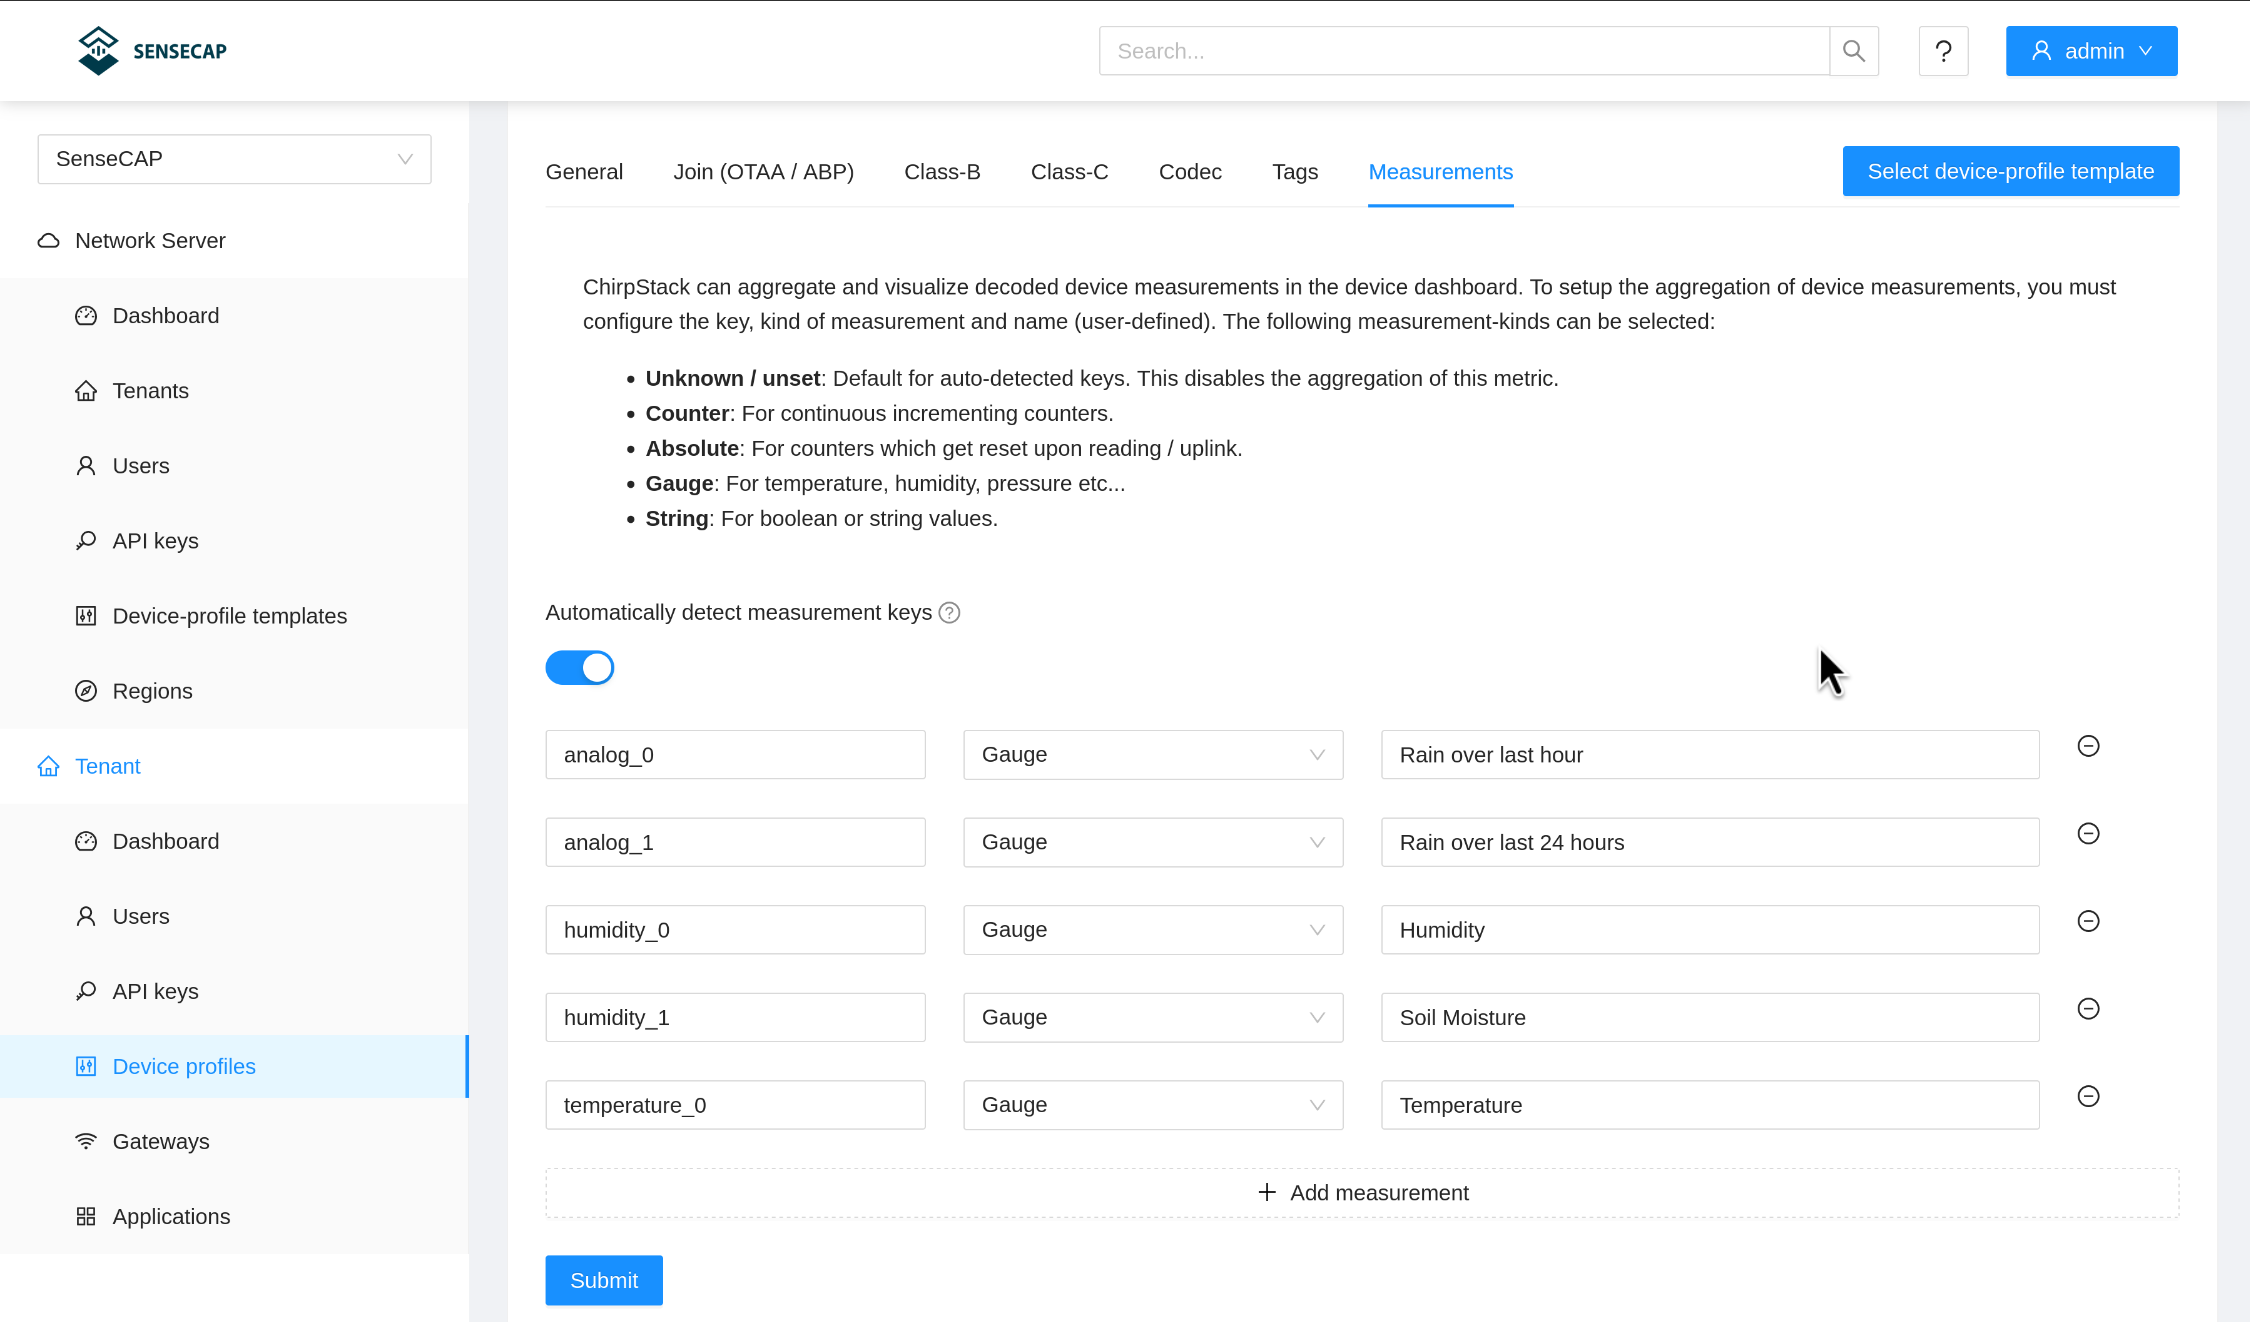 SENSECAP
Search...
?
admin
SenseCAP
Network Server
Dashboard
Tenants
Users
API keys
Device-profile templates
Regions
Tenant
Dashboard
Users
API keys
Device profiles
Gateways
Applications
General Join (OTAA / ABP) Class-B Class-C Codec Tags Measurements
Select device-profile template
ChirpStack can aggregate and visualize decoded device measurements in the device dashboard. To setup the aggregation of device measurements, you must
configure the key, kind of measurement and name (user-defined). The following measurement-kinds can be selected:
• Unknown / unset: Default for auto-detected keys. This disables the aggregation of this metric.
• Counter: For continuous incrementing counters.
• Absolute: For counters which get reset upon reading / uplink.
• Gauge: For temperature, humidity, pressure etc...
• String: For boolean or string values.
Automatically detect measurement keys ?
analog_0 Gauge Rain over last hour
analog_1 Gauge Rain over last 24 hours
humidity_0 Gauge Humidity
humidity_1 Gauge Soil Moisture
temperature_0 Gauge Temperature
+ Add measurement
Submit